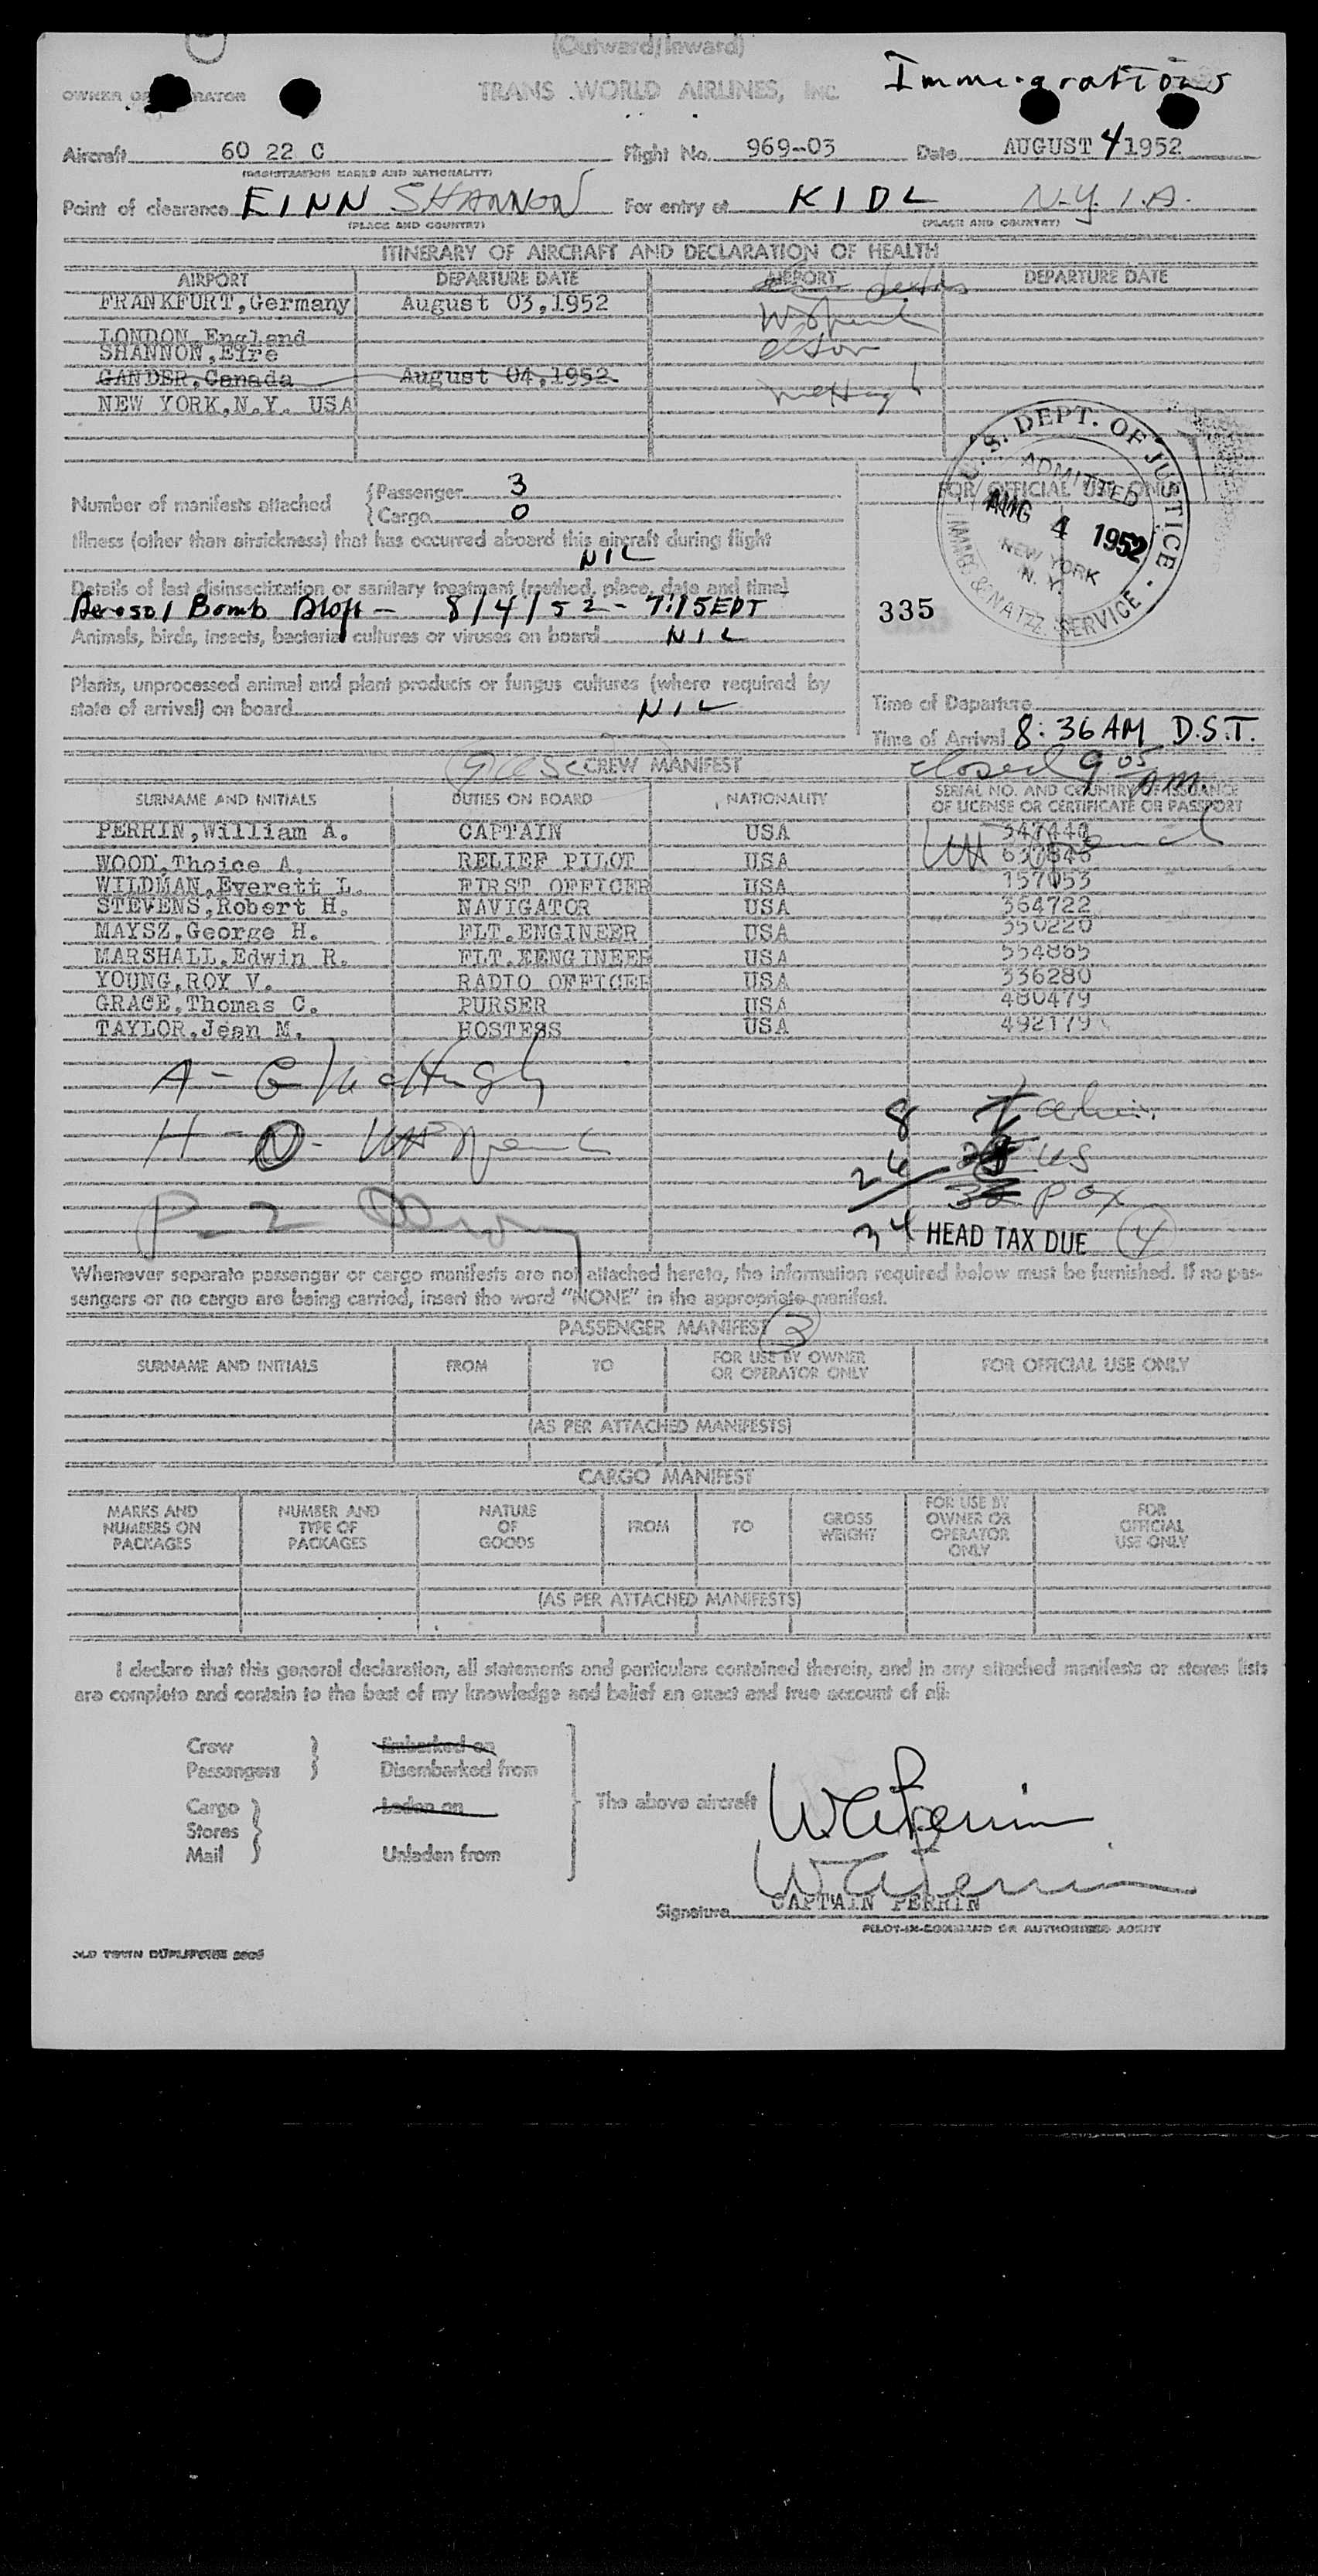 (Outward/Inward)
Immigrations
OWNER OR OPERATOR TRANS WORLD AIRLINES, INC.
Aircraft 60 22 C Flight No. 969-03 Date AUGUST 4 1952
(REGISTRATION MARKS AND NATIONALITY)
Point of clearance EINN SHANNON For entry at KIDL N.Y.I.A.
(PLACE AND COUNTRY) (PLACE AND COUNTRY)
ITINERARY OF AIRCRAFT AND DECLARATION OF HEALTH
AIRPORT DEPARTURE DATE AIRPORT DEPARTURE DATE
FRANKFURT,Germany August 03,1952
LONDON,England
SHANNON,Eire
GANDER,Canada August 04,1952.
NEW YORK,N.Y. USA
Number of manifests attached
Passenger 3
Cargo 0
FOR OFFICIAL USE ONLY
U.S. DEPT. OF JUSTICE. IMMIG. & NATZ. SERVICE
ADMITTED
AUG 4 1952
NEW YORK
N. Y.
335
Illness (other than airsickness) that has occurred aboard this aircraft during flight
NIL
Details of last disinsectization or sanitary treatment (method, place, date and time)
Aerosol Bomb Aloft - 8/4/52 - 7:15 EDT
Animals, birds, insects, bacterial cultures or viruses on board NIL
Plants, unprocessed animal and plant products or fungus cultures (where required by
state of arrival) on board NIL
Time of Departure
Time of Arrival 8:36 AM D.S.T.
closed 9 05 AM
CREW MANIFEST
SURNAME AND INITIALS DUTIES ON BOARD NATIONALITY SERIAL NO. AND COUNTRY OF ISSUANCE
OF LICENSE OR CERTIFICATE OR PASSPORT
PERRIN,William A. CAPTAIN USA
WOOD,Thoice A. RELIEF PILOT USA
WILDMAN,Everett L. FIRST OFFICER USA 157053
STEVENS,Robert H. NAVIGATOR USA 364722
MAYSZ,George H. FLT.ENGINEER USA 350220
MARSHALL,Edwin R. FLT.EENGINEER USA 554865
YOUNG,ROY V. RADIO OFFICER USA 336280
GRACE,Thomas C. PURSER USA 480479
TAYLOR,Jean M. HOSTESS USA 492179
A - G McHugh
H - O -
P - 2
8
26 US
34 pax
HEAD TAX DUE 4
Whenever separate passenger or cargo manifests are not attached hereto, the information required below must be furnished. If no pas-
sengers or no cargo are being carried, insert the word "NONE" in the appropriate manifest.
PASSENGER MANIFEST 3
SURNAME AND INITIALS FROM TO FOR USE BY OWNER
OR OPERATOR ONLY FOR OFFICIAL USE ONLY
(AS PER ATTACHED MANIFESTS)
CARGO MANIFEST
MARKS AND
NUMBERS ON
PACKAGES
NUMBER AND
TYPE OF
PACKAGES
NATURE
OF
GOODS
FROM
TO
GROSS
WEIGHT
FOR USE BY
OWNER OR
OPERATOR
ONLY
FOR
OFFICIAL
USE ONLY
(AS PER ATTACHED MANIFESTS)
I declare that this general declaration, all statements and particulars contained therein, and in any attached manifests or stores lists
are complete and contain to the best of my knowledge and belief an exact and true account of all:
Crew Embarked on
Passengers Disembarked from
Cargo Laden on The above aircraft
Stores
Mail Unladen from
W.A. Perrin
W A Perrin
Signature CAPTAIN PERRIN
PILOT-IN-COMMAND OR AUTHORIZED AGENT